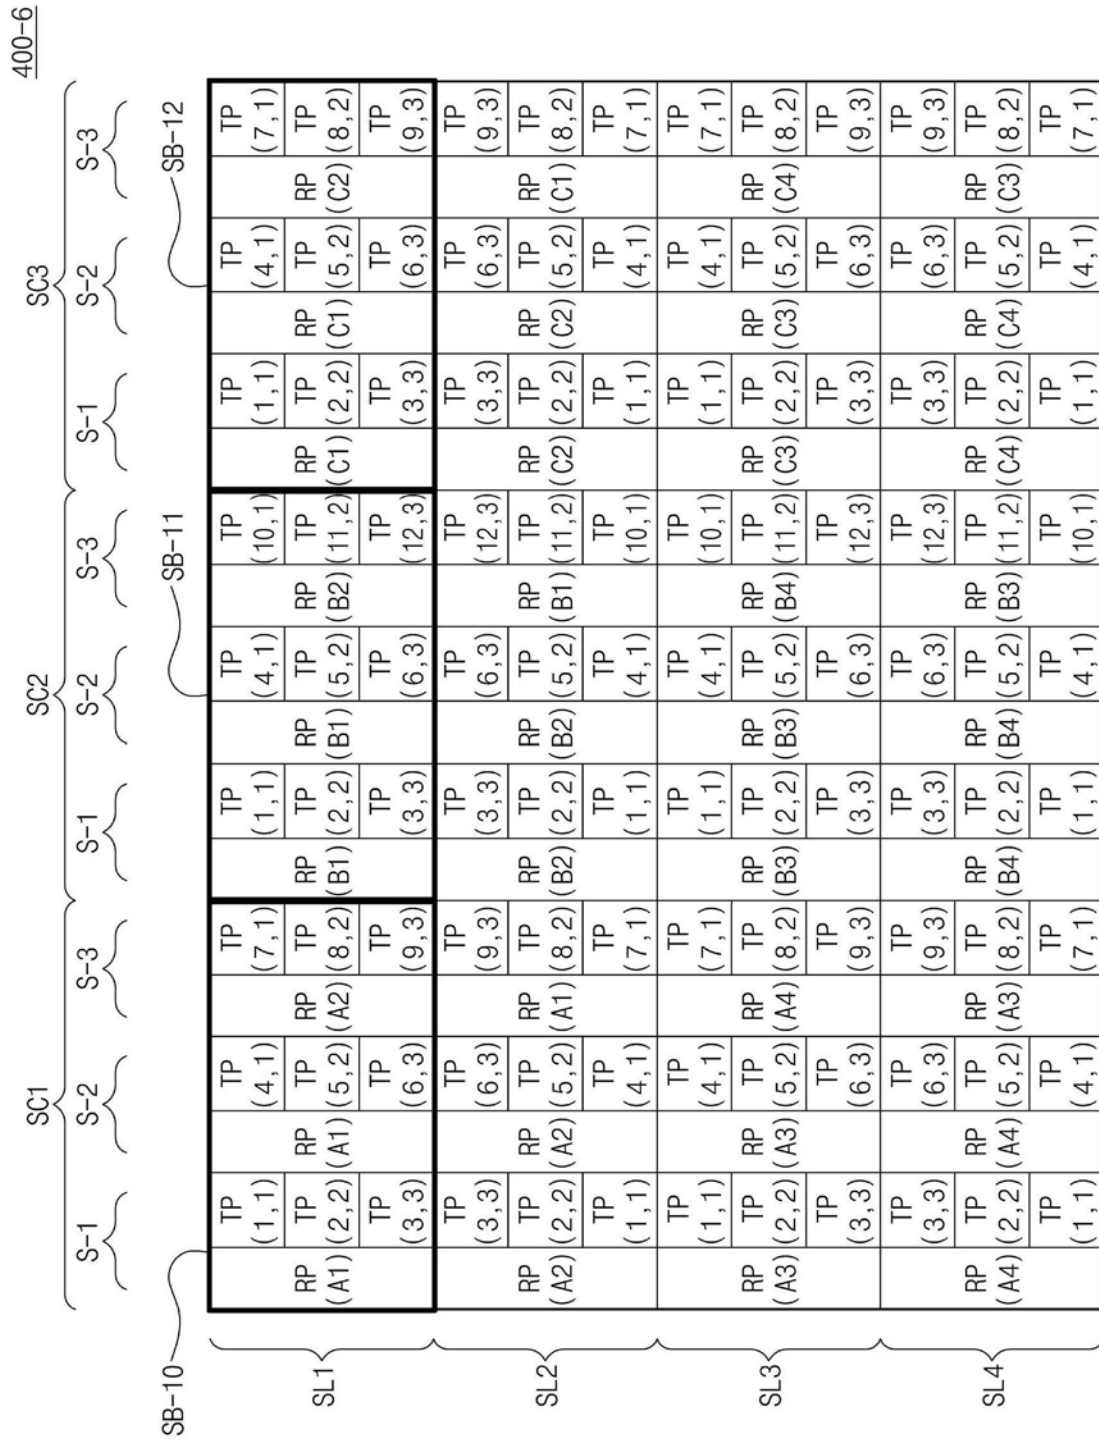 400-6
SC1 SC2 SC3
S-1 S-2 S-3 S-1 S-2 S-3 S-1 S-2 S-3
SB-10 SB-11 SB-12
TP TP TP TP TP TP TP TP TP
(1,1) (4,1) (7,1) (1,1) (4,1) (10,1) (1,1) (4,1) (7,1)
SL1 RP TP RP TP RP TP RP TP RP TP RP TP RP TP RP TP RP TP
(A1) (2,2) (A1) (5,2) (A2) (8,2) (B1) (2,2) (B1) (5,2) (B2) (11,2) (C1) (2,2) (C1) (5,2) (C2) (8,2)
TP TP TP TP TP TP TP TP TP
(3,3) (6,3) (9,3) (3,3) (6,3) (12,3) (3,3) (6,3) (9,3)
TP TP TP TP TP TP TP TP TP
(3,3) (6,3) (9,3) (3,3) (6,3) (12,3) (3,3) (6,3) (9,3)
SL2 RP TP RP TP RP TP RP TP RP TP RP TP RP TP RP TP RP TP
(A2) (2,2) (A2) (5,2) (A1) (8,2) (B2) (2,2) (B2) (5,2) (B1) (11,2) (C2) (2,2) (C2) (5,2) (C1) (8,2)
TP TP TP TP TP TP TP TP TP
(1,1) (4,1) (7,1) (1,1) (4,1) (10,1) (1,1) (4,1) (7,1)
TP TP TP TP TP TP TP TP TP
(1,1) (4,1) (7,1) (1,1) (4,1) (10,1) (1,1) (4,1) (7,1)
SL3 RP TP RP TP RP TP RP TP RP TP RP TP RP TP RP TP RP TP
(A3) (2,2) (A3) (5,2) (A4) (8,2) (B3) (2,2) (B3) (5,2) (B4) (11,2) (C3) (2,2) (C3) (5,2) (C4) (8,2)
TP TP TP TP TP TP TP TP TP
(3,3) (6,3) (9,3) (3,3) (6,3) (12,3) (3,3) (6,3) (9,3)
TP TP TP TP TP TP TP TP TP
(3,3) (6,3) (9,3) (3,3) (6,3) (12,3) (3,3) (6,3) (9,3)
SL4 RP TP RP TP RP TP RP TP RP TP RP TP RP TP RP TP RP TP
(A4) (2,2) (A4) (5,2) (A3) (8,2) (B4) (2,2) (B4) (5,2) (B3) (11,2) (C4) (2,2) (C4) (5,2) (C3) (8,2)
TP TP TP TP TP TP TP TP TP
(1,1) (4,1) (7,1) (1,1) (4,1) (10,1) (1,1) (4,1) (7,1)